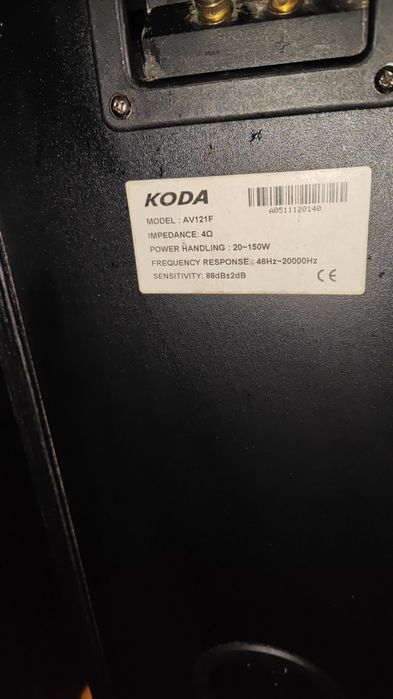 KODA
A0511120140
MODEL : AV121F
IMPEDANCE: 4Ω
POWER HANDLING : 20~150W
FREQUENCY RESPONSE : 46Hz~20000Hz
SENSITIVITY: 88dB±2dB
CE